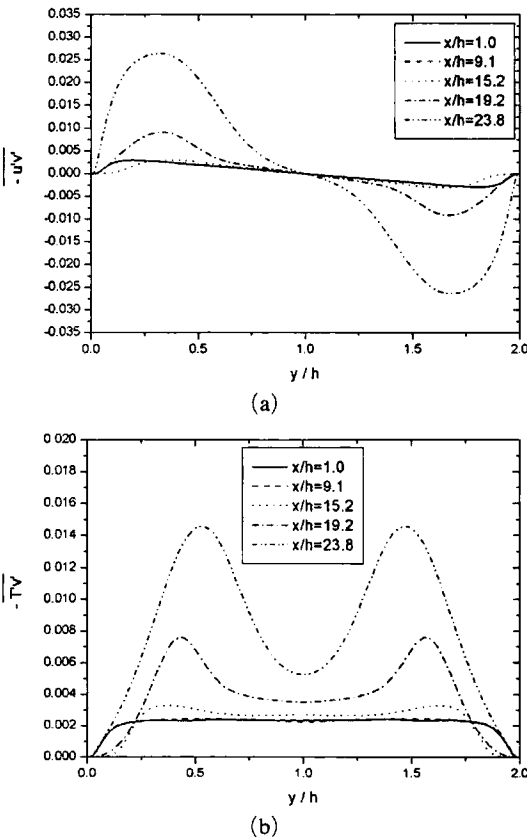 (a)
0.035
0.030
0.025
0.020
0.015
0.010
0.005
0.000
-0.005
-0.010
-0.015
-0.020
-0.025
-0.030
-0.035
- u'v'
x/h=1.0
x/h=9.1
x/h=15.2
x/h=19.2
x/h=23.8
0.0 0.5 1.0 1.5 2.0
y / h
(a)
0.020
0.018
0.016
0.014
0.012
0.010
0.008
0.006
0.004
0.002
0.000
- T'v'
x/h=1.0
x/h=9.1
x/h=15.2
x/h=19.2
x/h=23.8
0.0 0.5 1.0 1.5 2.0
y / h
(b)